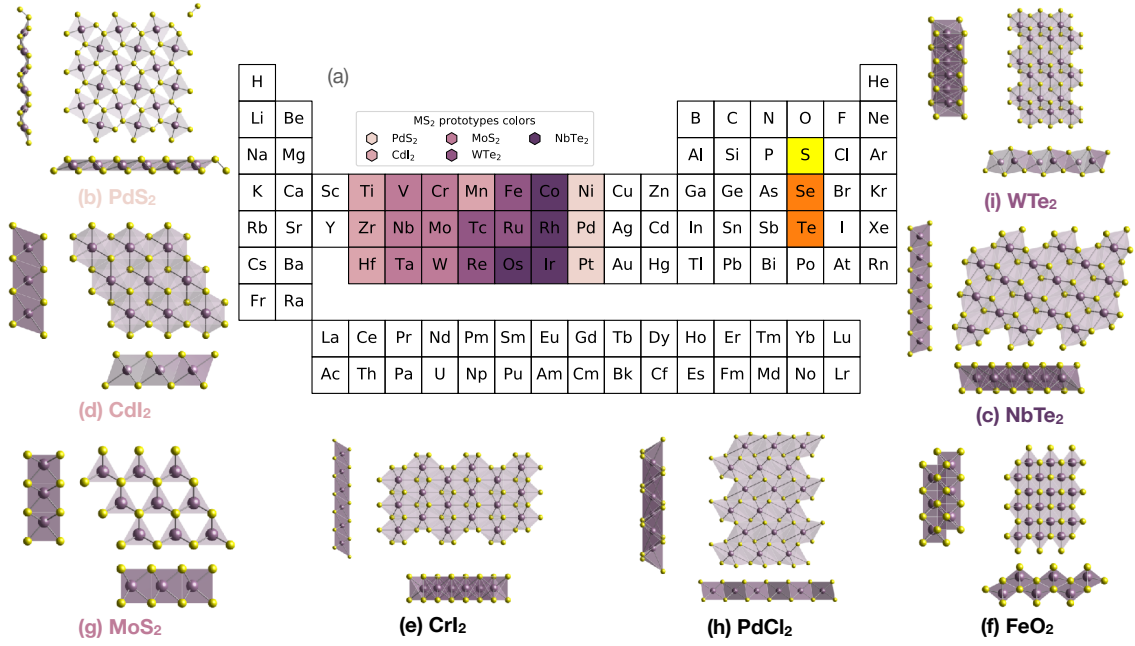 (a)
H He
Li Be B C N O F Ne
MS₂ prototypes colors
PdS₂ MoS₂ NbTe₂
CdI₂ WTe₂
Na Mg Al Si P S Cl Ar
K Ca Sc Ti V Cr Mn Fe Co Ni Cu Zn Ga Ge As Se Br Kr
Rb Sr Y Zr Nb Mo Tc Ru Rh Pd Ag Cd In Sn Sb Te I Xe
Cs Ba Hf Ta W Re Os Ir Pt Au Hg Tl Pb Bi Po At Rn
Fr Ra
La Ce Pr Nd Pm Sm Eu Gd Tb Dy Ho Er Tm Yb Lu
Ac Th Pa U Np Pu Am Cm Bk Cf Es Fm Md No Lr
(b) PdS₂
(i) WTe₂
(d) CdI₂
(c) NbTe₂
(g) MoS₂
(e) CrI₂
(h) PdCl₂
(f) FeO₂